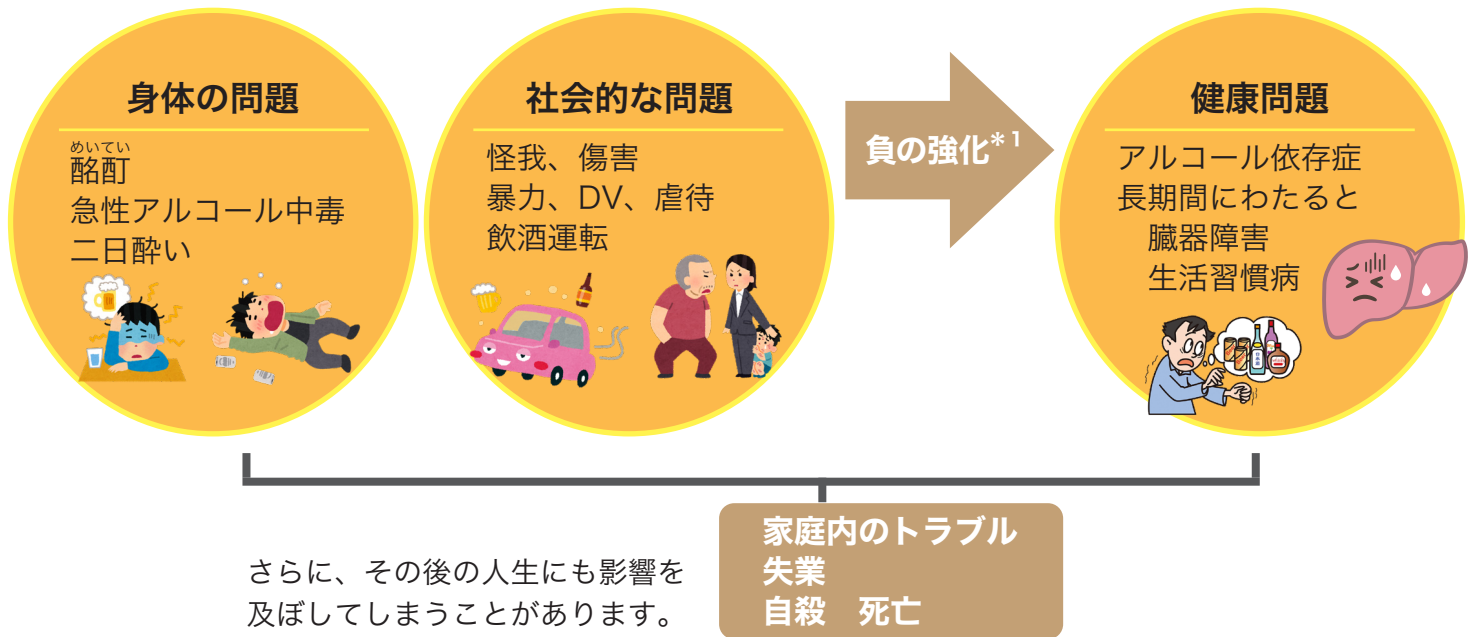 身体の問題
めいてい
酩酊
急性アルコール中毒
二日酔い
社会的な問題
怪我、傷害
暴力、DV、虐待
飲酒運転
負の強化*1
健康問題
アルコール依存症
長期間にわたると
臓器障害
生活習慣病
家庭内のトラブル
失業
自殺　死亡
さらに、その後の人生にも影響を
及ぼしてしまうことがあります。